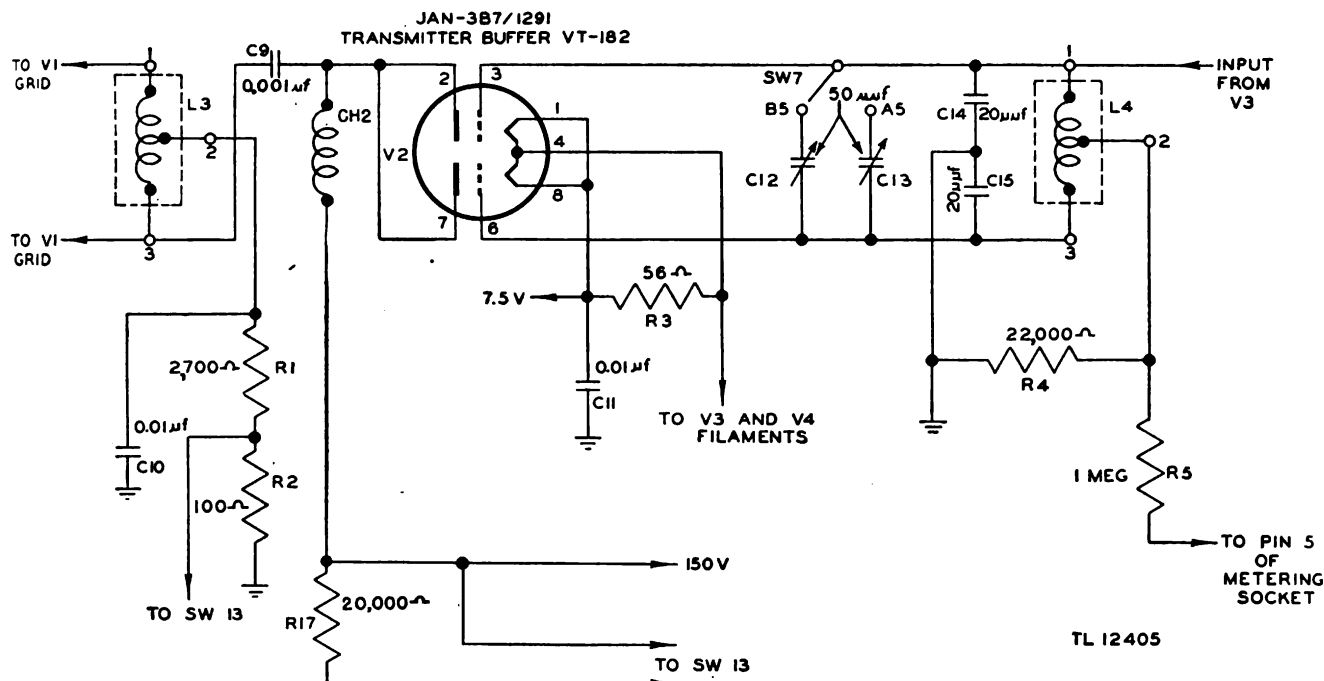 JAN-3B7/1291
TRANSMITTER BUFFER VT-182
TO V1
GRID
1
L3
2
3
TO V1
GRID
C9
0.001μf
CH2
V2
2
3
1
4
8
7
6
SW7
B5
50μμf
A5
C12
C13
C14
20μμf
C15
20μμf
1
L4
2
3
INPUT
FROM
V3
7.5 V
56Ω
R3
0.01μf
C11
TO V3 AND V4
FILAMENTS
22,000Ω
R4
1 MEG
R5
TO PIN 5
OF
METERING
SOCKET
2,700Ω
R1
0.01μf
C10
R2
100Ω
TO SW 13
150V
20,000Ω
R17
TO SW 13
TL 12405